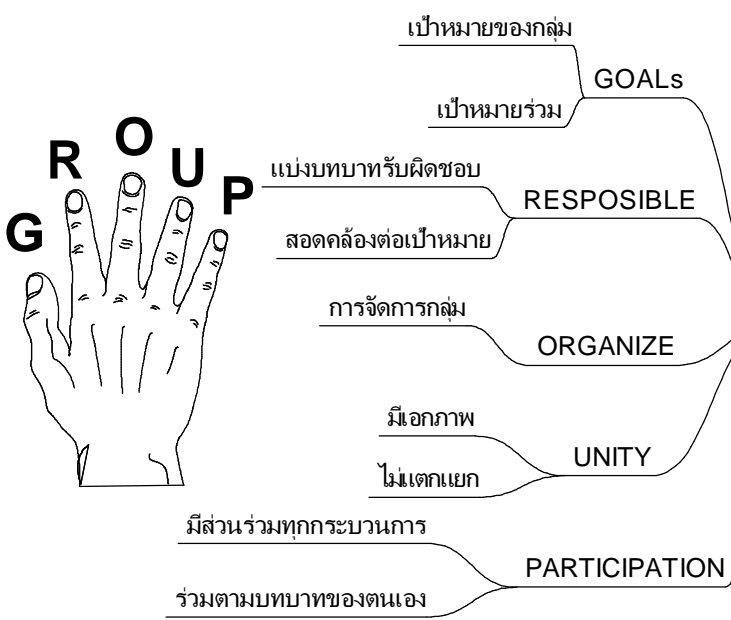 G
R
O
U
P
เป้าหมายของกลุ่ม
GOALs
เป้าหมายร่วม
แบ่งบทบาทรับผิดชอบ
RESPOSIBLE
สอดคล้องต่อเป้าหมาย
การจัดการกลุ่ม
ORGANIZE
มีเอกภาพ
UNITY
ไม่แตกแยก
มีส่วนร่วมทุกกระบวนการ
PARTICIPATION
ร่วมตามบทบาทของตนเอง